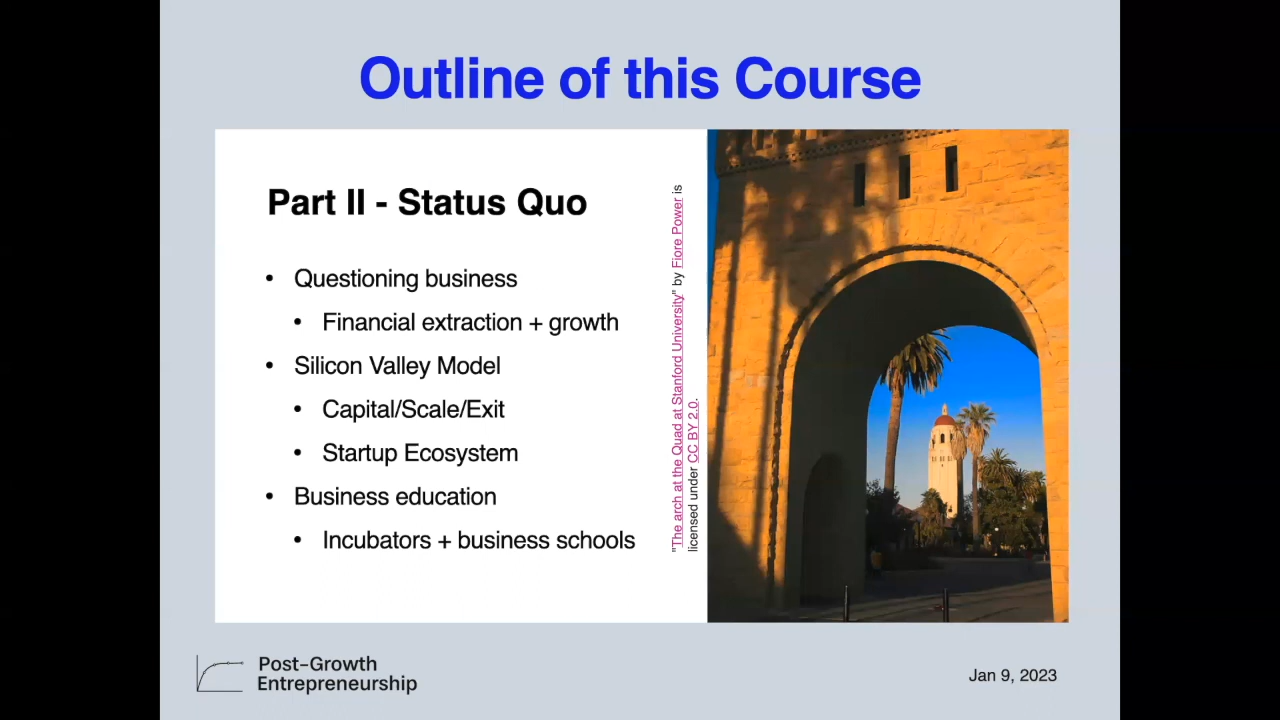 Outline of this Course
Part II - Status Quo
• Questioning business
• Financial extraction + growth
• Silicon Valley Model
• Capital/Scale/Exit
• Startup Ecosystem
• Business education
• Incubators + business schools
"The arch at the Quad at Stanford University" by Fiore Power is
licensed under CC BY 2.0.
Post-Growth
Entrepreneurship
Jan 9, 2023